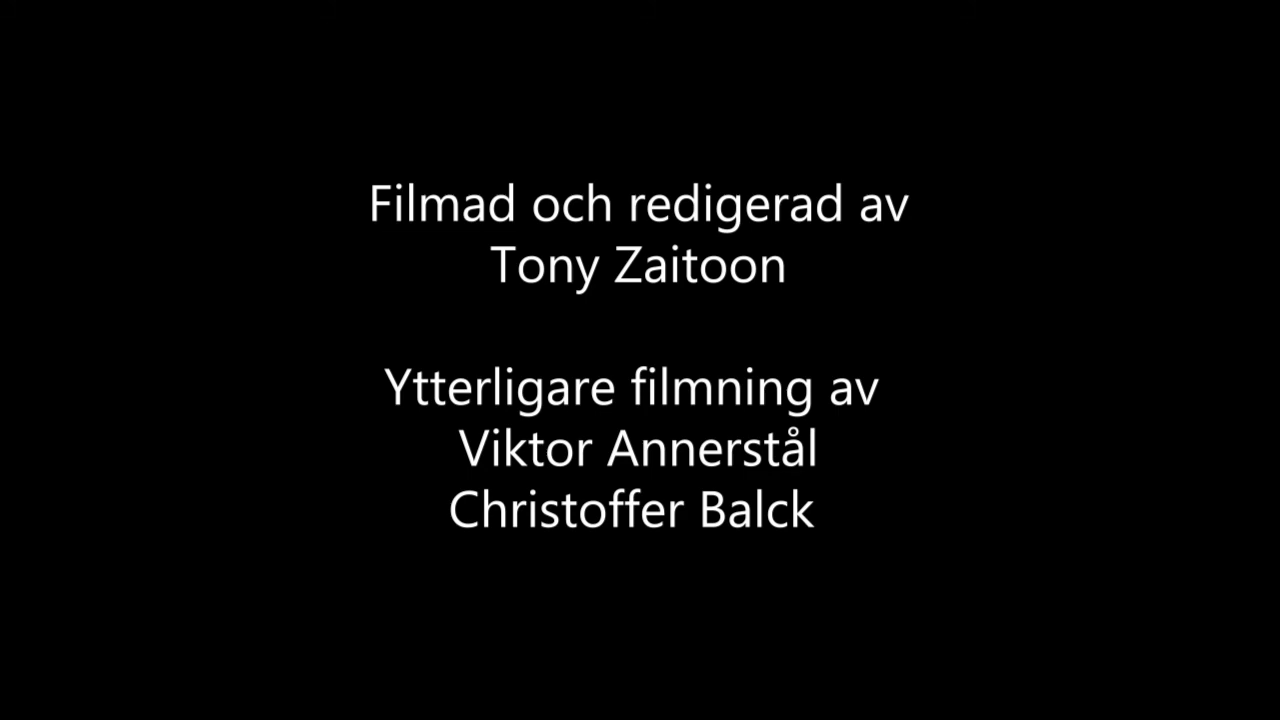 Filmad och redigerad av
Tony Zaitoon
Ytterligare filmning av
Viktor Annerstål
Christoffer Balck